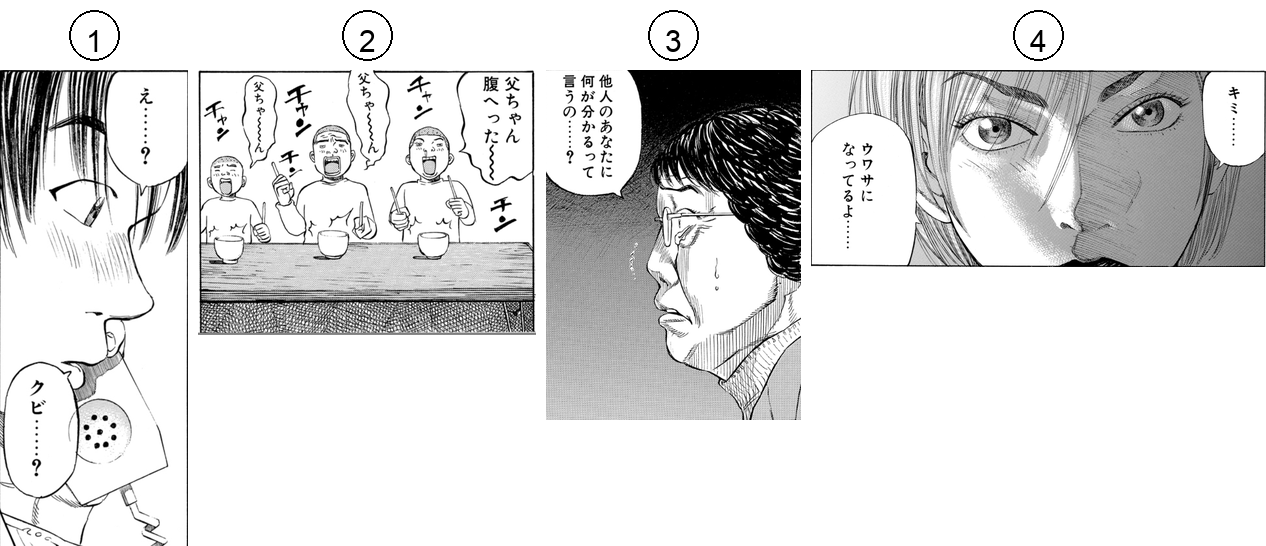 1
2
3
4
え……?
クビ……?
父ちゃん
腹へった〜〜
チャン
父ちゃ〜〜〜ん
チャン
チン
父ちゃ〜〜〜ん
チャン
チン
他人のあなたに
何が分かるって
言うの……?
キミ……
ウワサに
なってるよ……